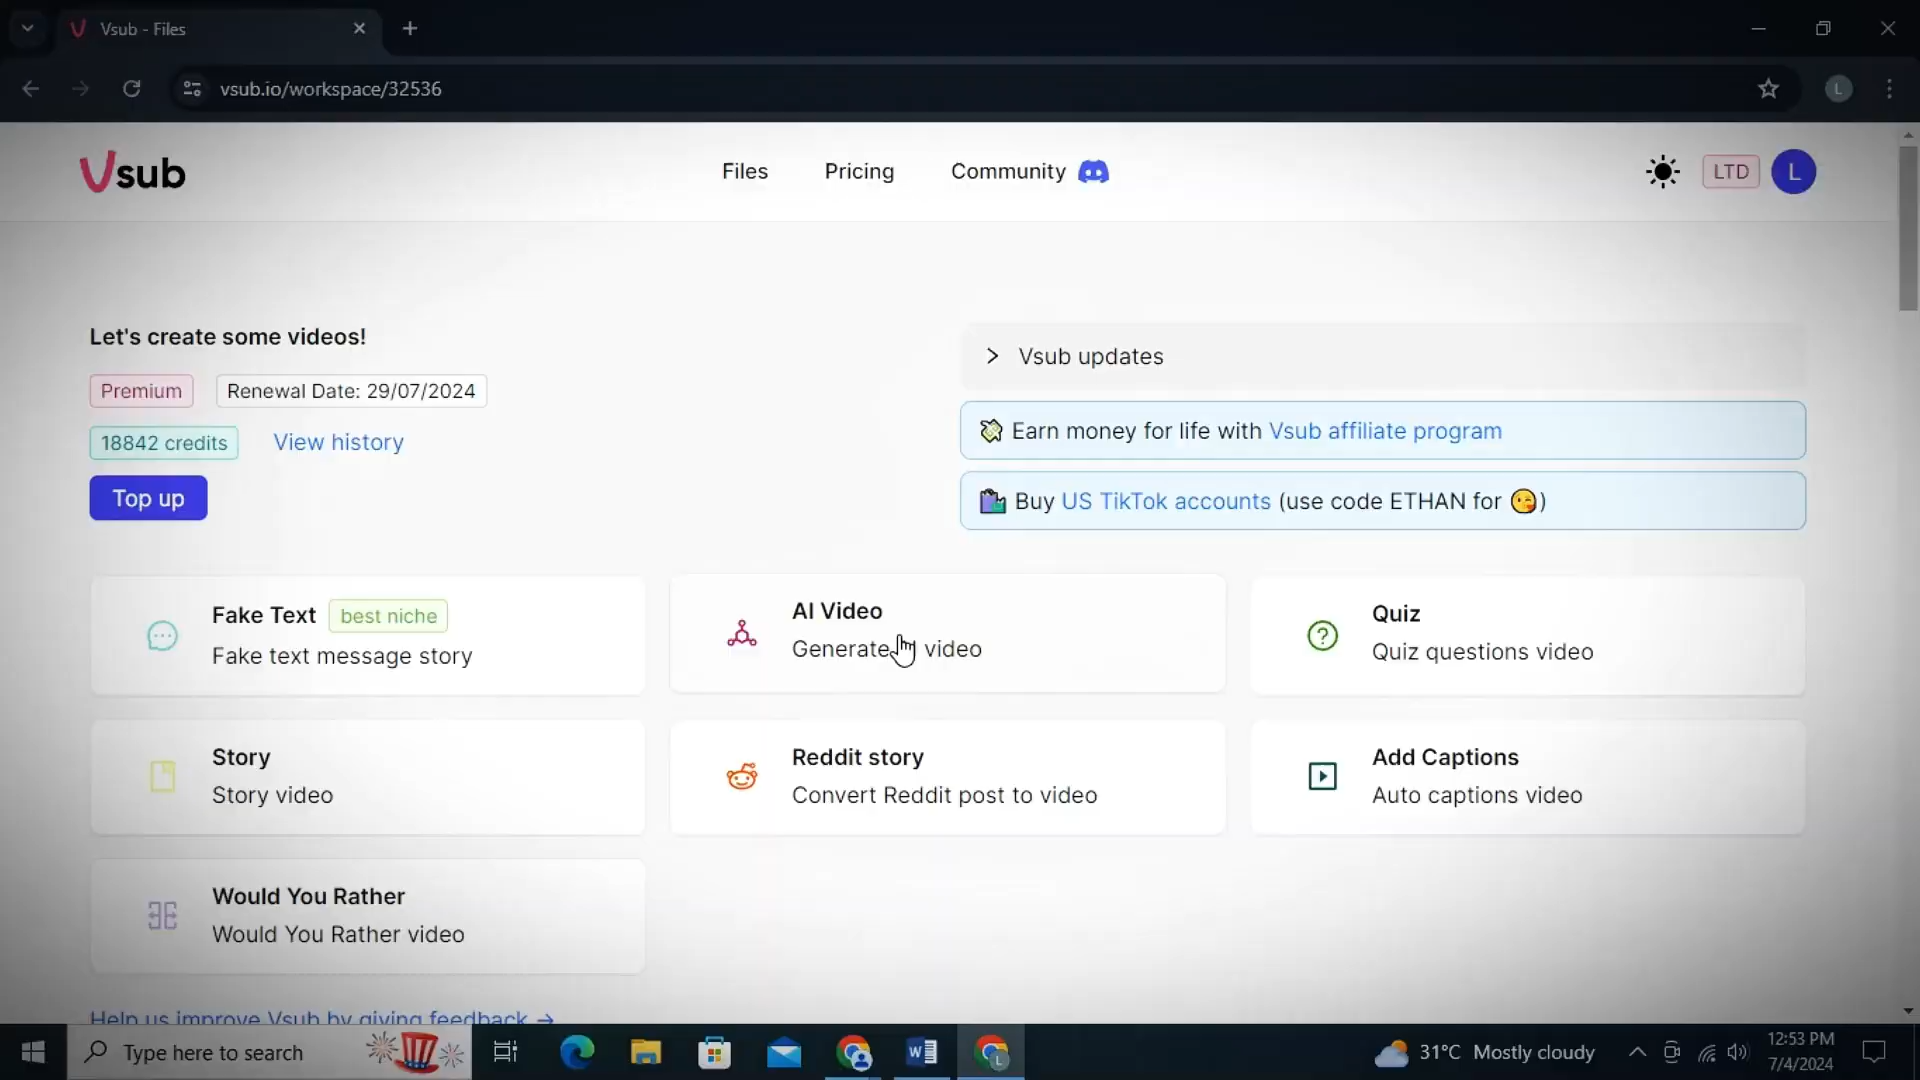 Vsub - Files
vsub.io/workspace/32536
L
Vsub
Files
Pricing
Community
LTD
L
Let's create some videos!
Premium
Renewal Date: 29/07/2024
18842 credits
View history
Top up
Vsub updates
Earn money for life with Vsub affiliate program
Buy US TikTok accounts (use code ETHAN for 😘)
Fake Text
best niche
Fake text message story
AI Video
Generate video
Quiz
Quiz questions video
Story
Story video
Reddit story
Convert Reddit post to video
Add Captions
Auto captions video
Would You Rather
Would You Rather video
Help us improve Vsub by giving feedback →
Type here to search
31°C Mostly cloudy
12:53 PM
7/4/2024